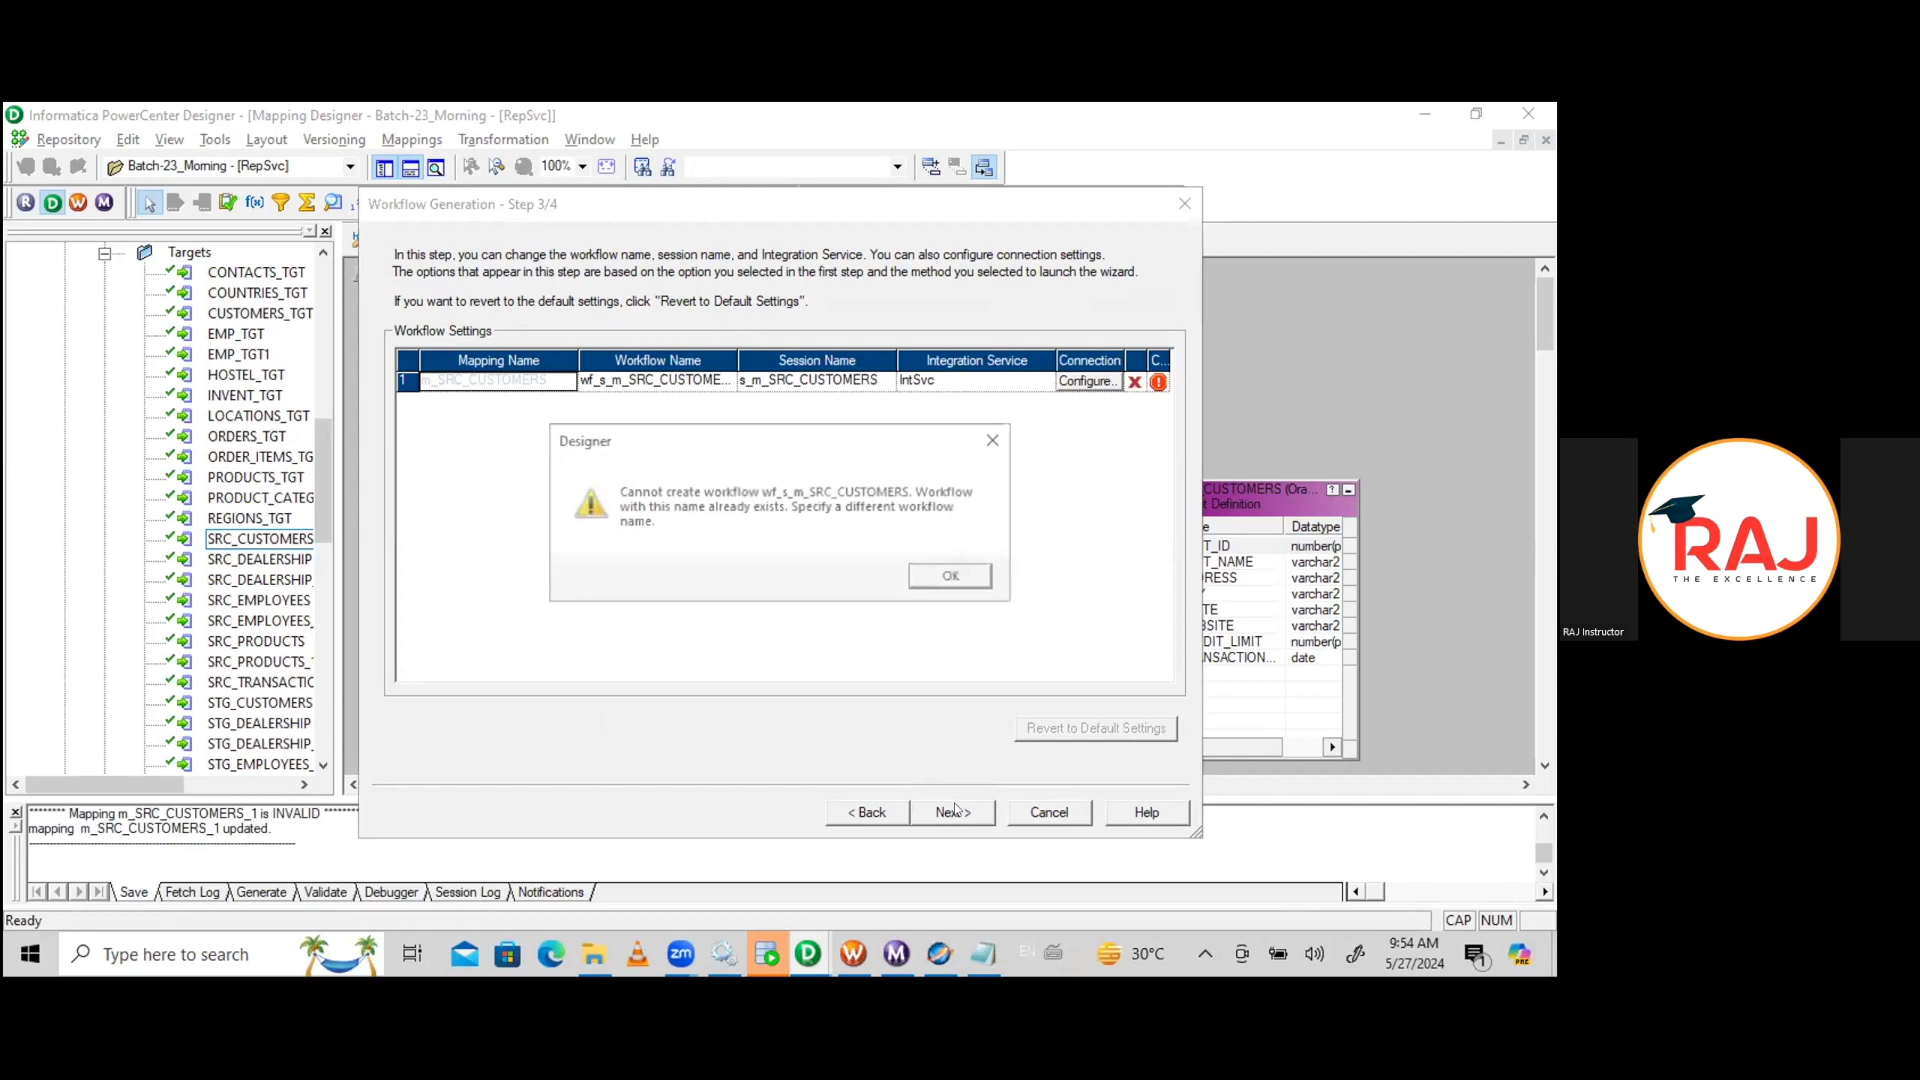 Informatica PowerCenter Designer - [Mapping Designer - Batch-23_Morning - [RepSvc]]
Repository Edit View Tools Layout Versioning Mappings Transformation Window Help
Batch-23_Morning - [RepSvc] 100%
R D W M f(x)
Workflow Generation - Step 3/4
In this step, you can change the workflow name, session name, and Integration Service. You can also configure connection settings.
The options that appear in this step are based on the option you selected in the first step and the method you selected to launch the wizard.
If you want to revert to the default settings, click "Revert to Default Settings".
Workflow Settings
Mapping Name Workflow Name Session Name Integration Service Connection C...
1 m_SRC_CUSTOMERS wf_s_m_SRC_CUSTOME... s_m_SRC_CUSTOMERS IntSvc Configure..
Designer
Cannot create workflow wf_s_m_SRC_CUSTOMERS. Workflow
with this name already exists. Specify a different workflow
name.
OK
Revert to Default Settings
< Back Next > Cancel Help
Targets
CONTACTS_TGT
COUNTRIES_TGT
CUSTOMERS_TGT
EMP_TGT
EMP_TGT1
HOSTEL_TGT
INVENT_TGT
LOCATIONS_TGT
ORDERS_TGT
ORDER_ITEMS_TG
PRODUCTS_TGT
PRODUCT_CATEG
REGIONS_TGT
SRC_CUSTOMERS
SRC_DEALERSHIP
SRC_DEALERSHIP_
SRC_EMPLOYEES
SRC_EMPLOYEES_
SRC_PRODUCTS
SRC_PRODUCTS_
SRC_TRANSACTIC
STG_CUSTOMERS
STG_DEALERSHIP
STG_DEALERSHIP_
STG_EMPLOYEES_
CUSTOMERS (Ora...
t Definition
e Datatype
T_ID number(p
T_NAME varchar2
RESS varchar2
Y varchar2
TE varchar2
BSITE varchar2
DIT_LIMIT number(p
NSACTION... date
******** Mapping m_SRC_CUSTOMERS_1 is INVALID ********
mapping m_SRC_CUSTOMERS_1 updated.
Save Fetch Log Generate Validate Debugger Session Log Notifications
Ready
CAP NUM
Type here to search
zm D W M
30°C
9:54 AM
5/27/2024
1
PRE
RAJ
THE EXCELLENCE
RAJ Instructor